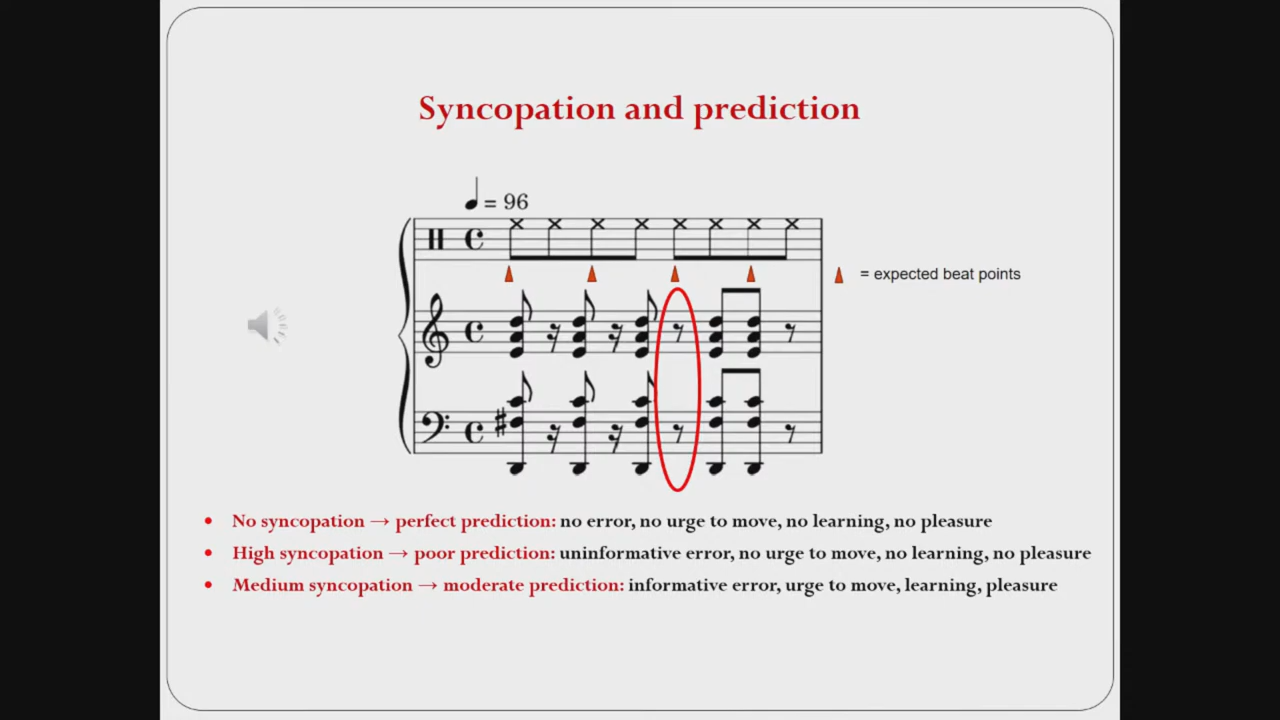 Syncopation and prediction
♩ = 96
= expected beat points
• No syncopation → perfect prediction: no error, no urge to move, no learning, no pleasure
• High syncopation → poor prediction: uninformative error, no urge to move, no learning, no pleasure
• Medium syncopation → moderate prediction: informative error, urge to move, learning, pleasure